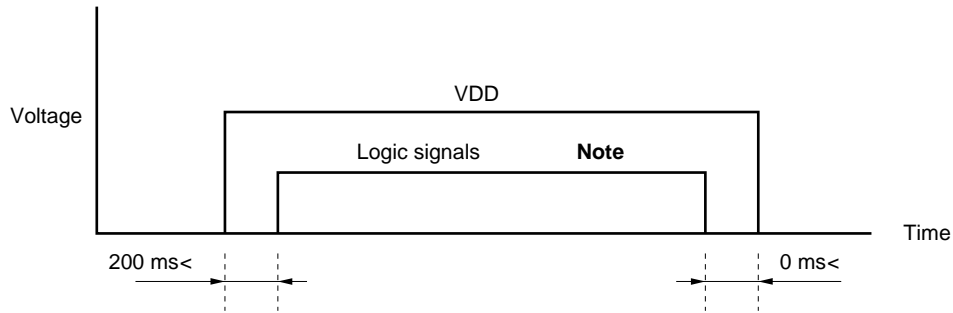 VDD
Voltage
Logic signals
Note
Time
200 ms<
0 ms<